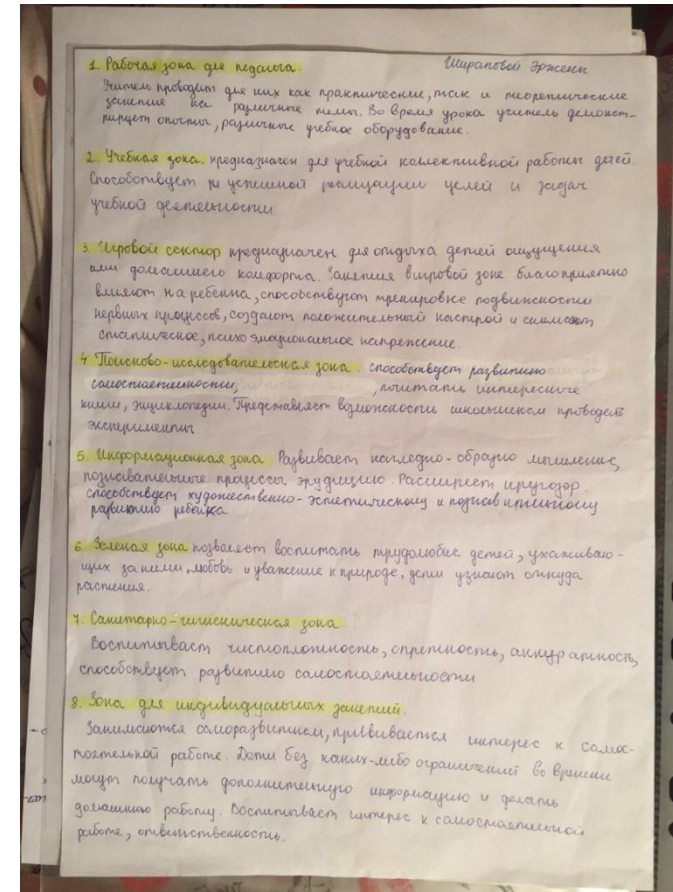 1. Рабочая зона для педагога. Шираповой Эржены
Учитель проводит для них как практические, так и теоретические
занятие на различные темы. Во время урока учитель демонст-
рирует опыты, различные учебное оборудование.
2. Учебная зона. предназначен для учебной коллективной работы детей.
Способствует успешной реализации целей и задач
учебной деятельности
3. Игровой сектор предназначен для отдыха детей ощущения
или домашнего комфорта. Занятия в игровой зоне благоприятно
влияют на ребенка, способствуют тренировке подвижности
нервных процессов, создают положительный настрой и снимают
статическое, психо эмоциональное напряжение.
4 Поисково-исследовательская зона. способствует развитию
самостоятельности, , почитать интересные
книги, энциклопедии. Представляет возможности школьникам проводить
эксперименты
5. Информационная зона Развивает наглядно-образно мышление,
познавательные процессы эрудицию. Расширяет кругозор.
способствует художественно-эстетическому и познавательному
развитию ребенка
6. Зеленая зона позволяет воспитать трудолюбие детей, ухаживаю-
щих за ними, любовь и уважение к природе, дети узнают откуда
растения.
7. Санитарно-гигиеническая зона
Воспитывает чистоплотность, опрятность, аккуратность,
способствует развитию самостоятельности
8. Зона для индивидуальных занятий.
Занимаются саморазвитием, прививается интерес к самос-
тоятельной работе. Дети без каких-либо ограничений во времени
могут получать дополнительную информацию и делать
домашнюю работу. Воспитывает интерес к самостоятельной
работе, ответственность.